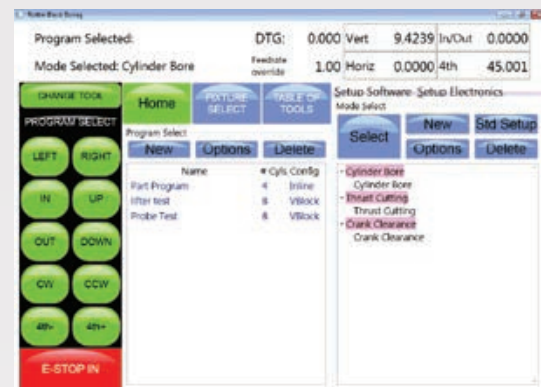 Rottler Block Boring
Program Selected: DTG: 0.000 Vert 9.4239 In/Out 0.0000
Mode Selected: Cylinder Bore Feedrate override 1.00 Horiz 0.0000 4th 45.001
CHANGE TOOL
PROGRAM SELECT
LEFT RIGHT
IN UP
OUT DOWN
CW CCW
4th- 4th+
E-STOP IN
Home FIXTURE SELECT TABLE OF TOOLS
Program Select
New Options Delete
Name # Cyls Config
Part Program 4 Inline
lifter test 8 VBlock
Probe Test 8 VBlock
Setup Software Setup Electronics
Mode Select
Select New Std Setup
Options Delete
- Cylinder Bore
Cylinder Bore
- Thrust Cutting
Thrust Cutting
- Crank Clearance
Crank Clearance